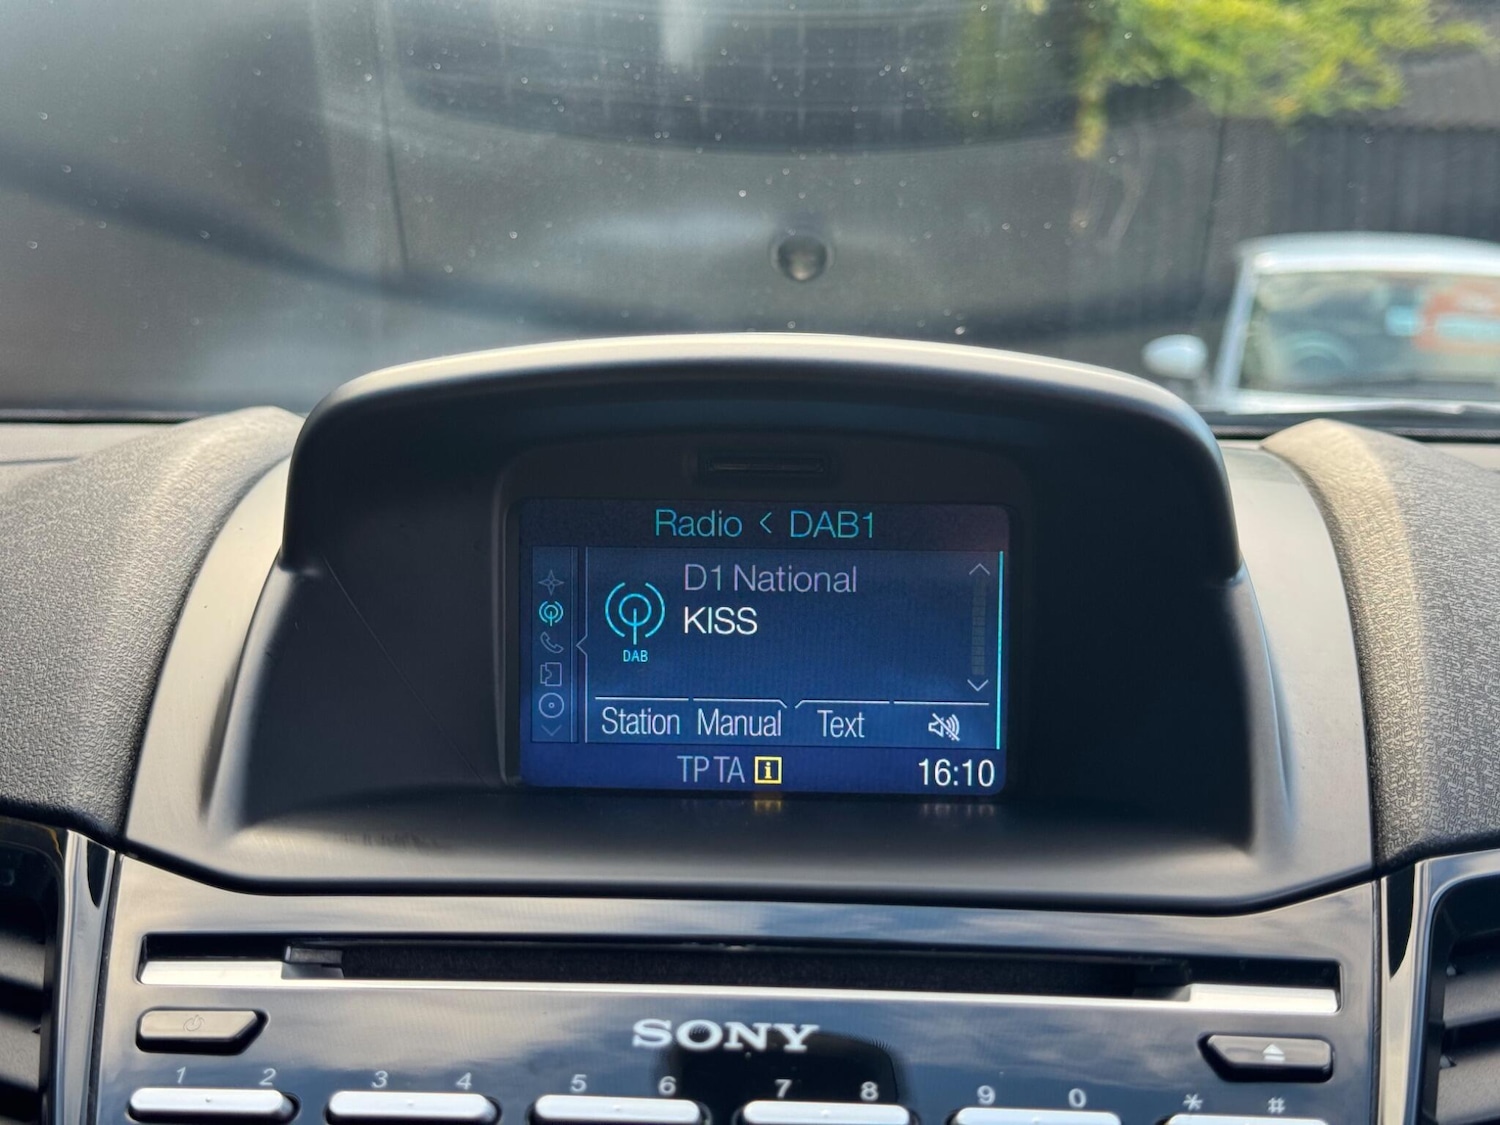 Radio < DAB1
D1 National
KISS
DAB
Station Manual Text
TP TA i 16:10
SONY
1 2 3 4 5 6 7 8 9 0 * #